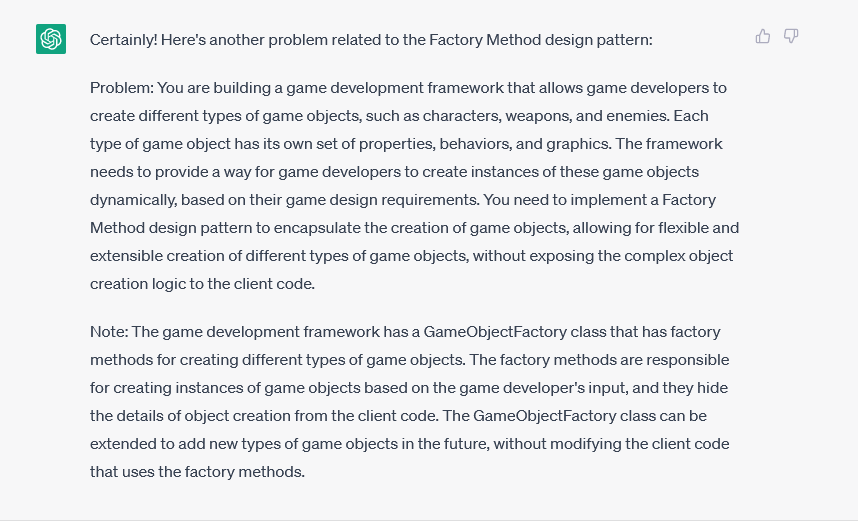 Certainly! Here's another problem related to the Factory Method design pattern:
Problem: You are building a game development framework that allows game developers to
create different types of game objects, such as characters, weapons, and enemies. Each
type of game object has its own set of properties, behaviors, and graphics. The framework
needs to provide a way for game developers to create instances of these game objects
dynamically, based on their game design requirements. You need to implement a Factory
Method design pattern to encapsulate the creation of game objects, allowing for flexible and
extensible creation of different types of game objects, without exposing the complex object
creation logic to the client code.
Note: The game development framework has a GameObjectFactory class that has factory
methods for creating different types of game objects. The factory methods are responsible
for creating instances of game objects based on the game developer's input, and they hide
the details of object creation from the client code. The GameObjectFactory class can be
extended to add new types of game objects in the future, without modifying the client code
that uses the factory methods.